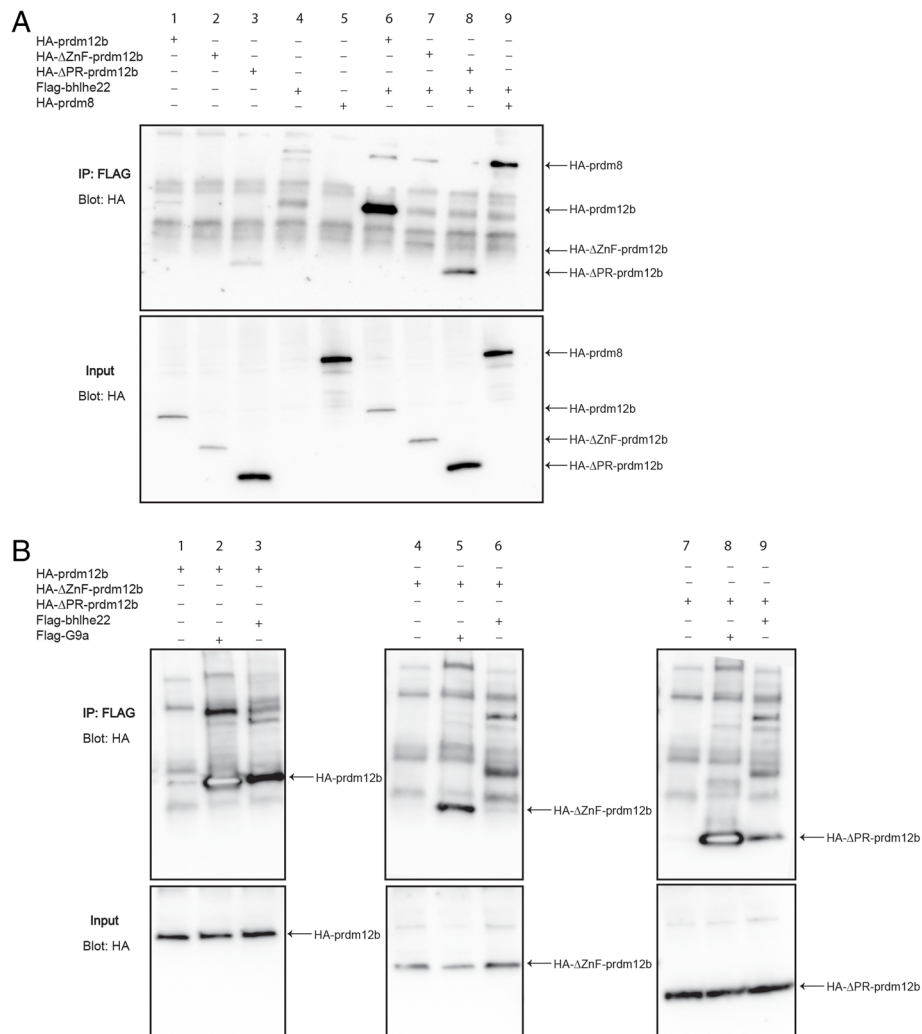 A
1 2 3 4 5 6 7 8 9
HA-prdm12b + – – – – + – – –
HA-ΔZnF-prdm12b – + – – – – + – –
HA-ΔPR-prdm12b – – + – – – – + –
Flag-bhlhe22 – – – + – + + + +
HA-prdm8 – – – – + – – – +
IP: FLAG
Blot: HA
HA-prdm8
HA-prdm12b
HA-ΔZnF-prdm12b
HA-ΔPR-prdm12b
Input
Blot: HA
HA-prdm8
HA-prdm12b
HA-ΔZnF-prdm12b
HA-ΔPR-prdm12b
B
1 2 3 4 5 6 7 8 9
HA-prdm12b + + + – – – – – –
HA-ΔZnF-prdm12b – – – + + + – – –
HA-ΔPR-prdm12b – – – – – – + + +
Flag-bhlhe22 – – + – – + – – +
Flag-G9a – + – – + – – + –
IP: FLAG
Blot: HA
HA-prdm12b
HA-ΔZnF-prdm12b
HA-ΔPR-prdm12b
Input
Blot: HA
HA-prdm12b
HA-ΔZnF-prdm12b
HA-ΔPR-prdm12b